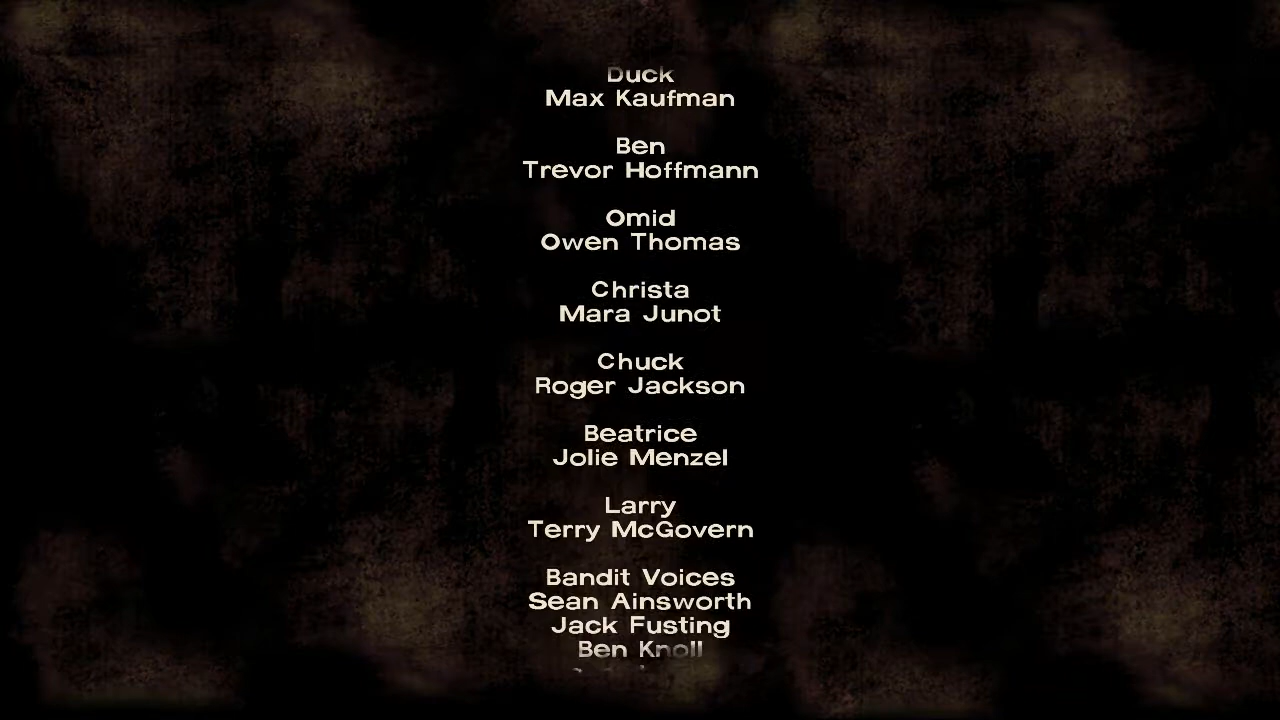 Duck
Max Kaufman
Ben
Trevor Hoffmann
Omid
Owen Thomas
Christa
Mara Junot
Chuck
Roger Jackson
Beatrice
Jolie Menzel
Larry
Terry McGovern
Bandit Voices
Sean Ainsworth
Jack Fusting
Ben Knoll